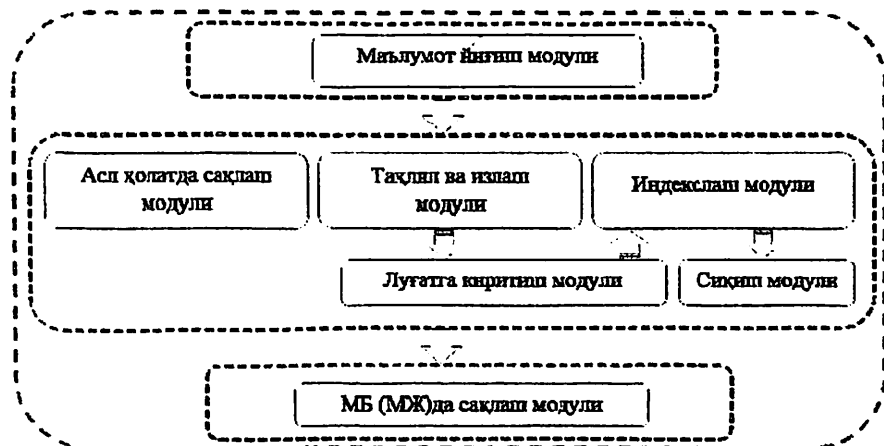 Маълумот йиғиш модули
Асл ҳолатда сақлаш
модули
Таҳлил ва излаш
модули
Индекслаш модули
Луғатга киритиш модули
Сиқиш модули
МБ (МЖ)да сақлаш модули